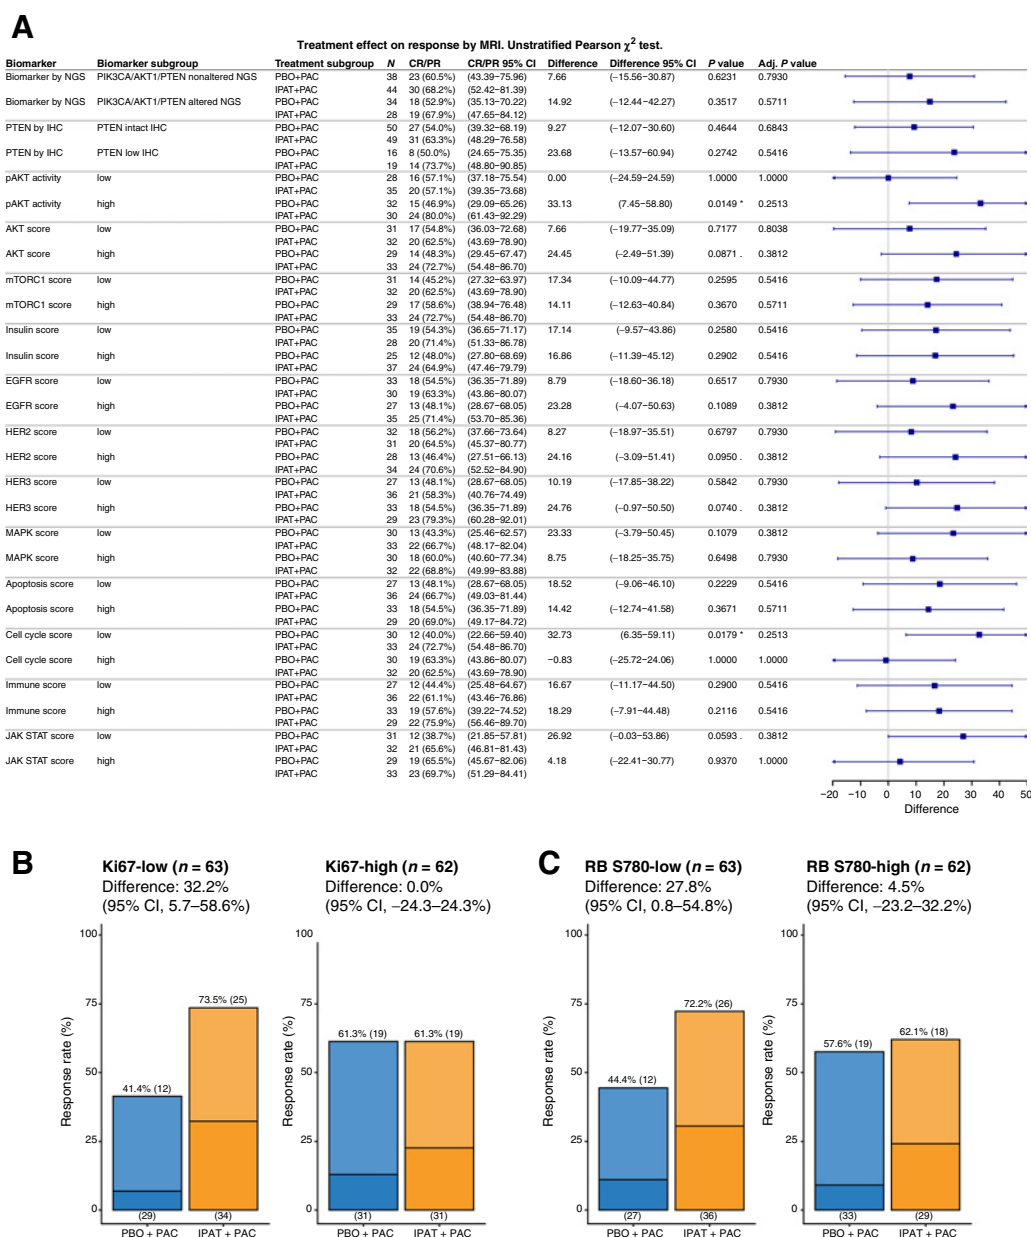 A
Treatment effect on response by MRI. Unstratified Pearson χ2 test.
Biomarker Biomarker subgroup Treatment subgroup N CR/PR CR/PR 95% CI Difference Difference 95% CI P value Adj. P value
Biomarker by NGS PIK3CA/AKT1/PTEN nonaltered NGS PBO+PAC 38 23 (60.5%) (43.39−75.96) 7.66 (−15.56−30.87) 0.6231 0.7930
IPAT+PAC 44 30 (68.2%) (52.42−81.39)
Biomarker by NGS PIK3CA/AKT1/PTEN altered NGS PBO+PAC 34 18 (52.9%) (35.13−70.22) 14.92 (−12.44−42.27) 0.3517 0.5711
IPAT+PAC 28 19 (67.9%) (47.65−84.12)
PTEN by IHC PTEN intact IHC PBO+PAC 50 27 (54.0%) (39.32−68.19) 9.27 (−12.07−30.60) 0.4644 0.6843
IPAT+PAC 49 31 (63.3%) (48.29−76.58)
PTEN by IHC PTEN low IHC PBO+PAC 16 8 (50.0%) (24.65−75.35) 23.68 (−13.57−60.94) 0.2742 0.5416
IPAT+PAC 19 14 (73.7%) (48.80−90.85)
pAKT activity low PBO+PAC 28 16 (57.1%) (37.18−75.54) 0.00 (−24.59−24.59) 1.0000 1.0000
IPAT+PAC 35 20 (57.1%) (39.35−73.68)
pAKT activity high PBO+PAC 32 15 (46.9%) (29.09−65.26) 33.13 (7.45−58.80) 0.0149 * 0.2513
IPAT+PAC 30 24 (80.0%) (61.43−92.29)
AKT score low PBO+PAC 31 17 (54.8%) (36.03−72.68) 7.66 (−19.77−35.09) 0.7177 0.8038
IPAT+PAC 32 20 (62.5%) (43.69−78.90)
AKT score high PBO+PAC 29 14 (48.3%) (29.45−67.47) 24.45 (−2.49−51.39) 0.0871 . 0.3812
IPAT+PAC 33 24 (72.7%) (54.48−86.70)
mTORC1 score low PBO+PAC 31 14 (45.2%) (27.32−63.97) 17.34 (−10.09−44.77) 0.2595 0.5416
IPAT+PAC 32 20 (62.5%) (43.69−78.90)
mTORC1 score high PBO+PAC 29 17 (58.6%) (38.94−76.48) 14.11 (−12.63−40.84) 0.3670 0.5711
IPAT+PAC 33 24 (72.7%) (54.48−86.70)
Insulin score low PBO+PAC 35 19 (54.3%) (36.65−71.17) 17.14 (−9.57−43.86) 0.2580 0.5416
IPAT+PAC 28 20 (71.4%) (51.33−86.78)
Insulin score high PBO+PAC 25 12 (48.0%) (27.80−68.69) 16.86 (−11.39−45.12) 0.2902 0.5416
IPAT+PAC 37 24 (64.9%) (47.46−79.79)
EGFR score low PBO+PAC 33 18 (54.5%) (36.35−71.89) 8.79 (−18.60−36.18) 0.6517 0.7930
IPAT+PAC 30 19 (63.3%) (43.86−80.07)
EGFR score high PBO+PAC 27 13 (48.1%) (28.67−68.05) 23.28 (−4.07−50.63) 0.1089 0.3812
IPAT+PAC 35 25 (71.4%) (53.70−85.36)
HER2 score low PBO+PAC 32 18 (56.2%) (37.66−73.64) 8.27 (−18.97−35.51) 0.6797 0.7930
IPAT+PAC 31 20 (64.5%) (45.37−80.77)
HER2 score high PBO+PAC 28 13 (46.4%) (27.51−66.13) 24.16 (−3.09−51.41) 0.0950 . 0.3812
IPAT+PAC 34 24 (70.6%) (52.52−84.90)
HER3 score low PBO+PAC 27 13 (48.1%) (28.67−68.05) 10.19 (−17.85−38.22) 0.5842 0.7930
IPAT+PAC 36 21 (58.3%) (40.76−74.49)
HER3 score high PBO+PAC 33 18 (54.5%) (36.35−71.89) 24.76 (−0.97−50.50) 0.0740 . 0.3812
IPAT+PAC 29 23 (79.3%) (60.28−92.01)
MAPK score low PBO+PAC 30 13 (43.3%) (25.46−62.57) 23.33 (−3.79−50.45) 0.1079 0.3812
IPAT+PAC 33 22 (66.7%) (48.17−82.04)
MAPK score high PBO+PAC 30 18 (60.0%) (40.60−77.34) 8.75 (−18.25−35.75) 0.6498 0.7930
IPAT+PAC 32 22 (68.8%) (49.99−83.88)
Apoptosis score low PBO+PAC 27 13 (48.1%) (28.67−68.05) 18.52 (−9.06−46.10) 0.2229 0.5416
IPAT+PAC 36 24 (66.7%) (49.03−81.44)
Apoptosis score high PBO+PAC 33 18 (54.5%) (36.35−71.89) 14.42 (−12.74−41.58) 0.3671 0.5711
IPAT+PAC 29 20 (69.0%) (49.17−84.72)
Cell cycle score low PBO+PAC 30 12 (40.0%) (22.66−59.40) 32.73 (6.35−59.11) 0.0179 * 0.2513
IPAT+PAC 33 24 (72.7%) (54.48−86.70)
Cell cycle score high PBO+PAC 30 19 (63.3%) (43.86−80.07) −0.83 (−25.72−24.06) 1.0000 1.0000
IPAT+PAC 32 20 (62.5%) (43.69−78.90)
Immune score low PBO+PAC 27 12 (44.4%) (25.48−64.67) 16.67 (−11.17−44.50) 0.2900 0.5416
IPAT+PAC 36 22 (61.1%) (43.46−76.86)
Immune score high PBO+PAC 33 19 (57.6%) (39.22−74.52) 18.29 (−7.91−44.48) 0.2116 0.5416
IPAT+PAC 29 22 (75.9%) (56.46−89.70)
JAK STAT score low PBO+PAC 31 12 (38.7%) (21.85−57.81) 26.92 (−0.03−53.86) 0.0593 . 0.3812
IPAT+PAC 32 21 (65.6%) (46.81−81.43)
JAK STAT score high PBO+PAC 29 19 (65.5%) (45.67−82.06) 4.18 (−22.41−30.77) 0.9370 1.0000
IPAT+PAC 33 23 (69.7%) (51.29−84.41)
−20 −10 0 10 20 30 40 50
Difference
B
Ki67-low (n = 63)
Difference: 32.2%
(95% CI, 5.7–58.6%)
100
75
50
25
0
Response rate (%)
41.4% (12)
73.5% (25)
(29) (34)
PBO + PAC IPAT + PAC
Ki67-high (n = 62)
Difference: 0.0%
(95% CI, −24.3–24.3%)
100
75
50
25
0
Response rate (%)
61.3% (19) 61.3% (19)
(31) (31)
PBO + PAC IPAT + PAC
C
RB S780-low (n = 63)
Difference: 27.8%
(95% CI, 0.8–54.8%)
100
75
50
25
0
Response rate (%)
44.4% (12)
72.2% (26)
(27) (36)
PBO + PAC IPAT + PAC
RB S780-high (n = 62)
Difference: 4.5%
(95% CI, −23.2–32.2%)
100
75
50
25
0
Response rate (%)
57.6% (19)
62.1% (18)
(33) (29)
PBO + PAC IPAT + PAC